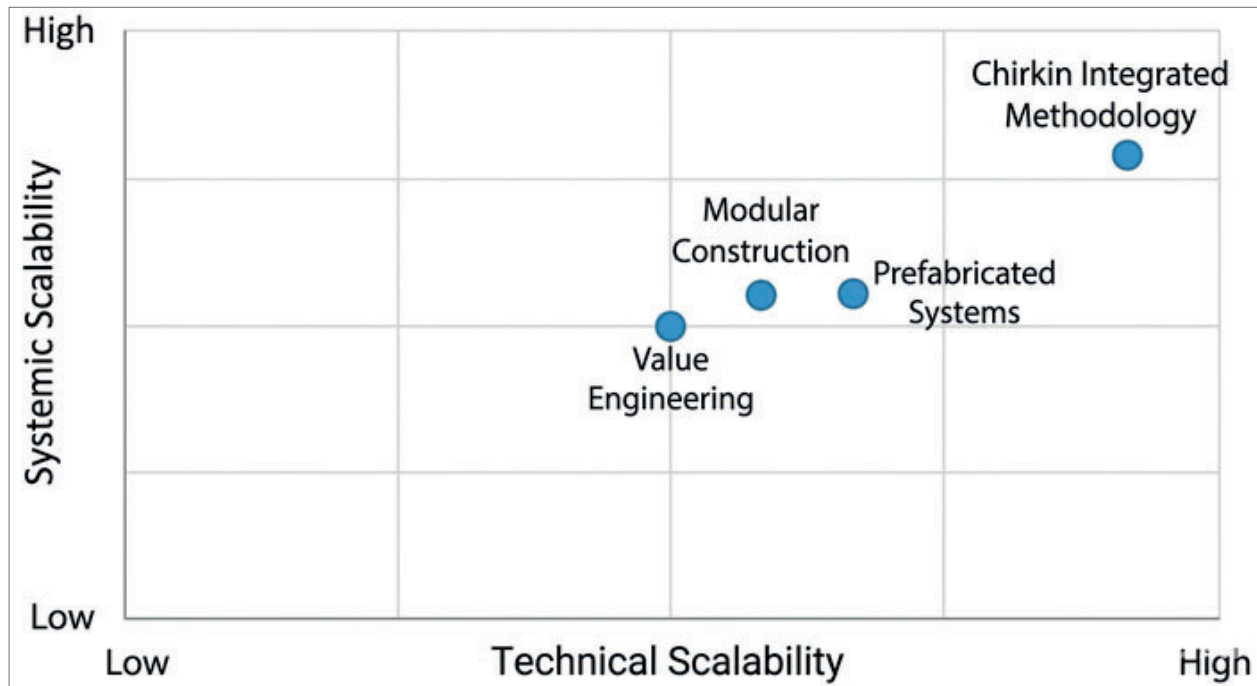 High
Chirkin Integrated
Methodology
Modular
Construction
Prefabricated
Systems
Value
Engineering
Systemic Scalability
Low
Low
Technical Scalability
High